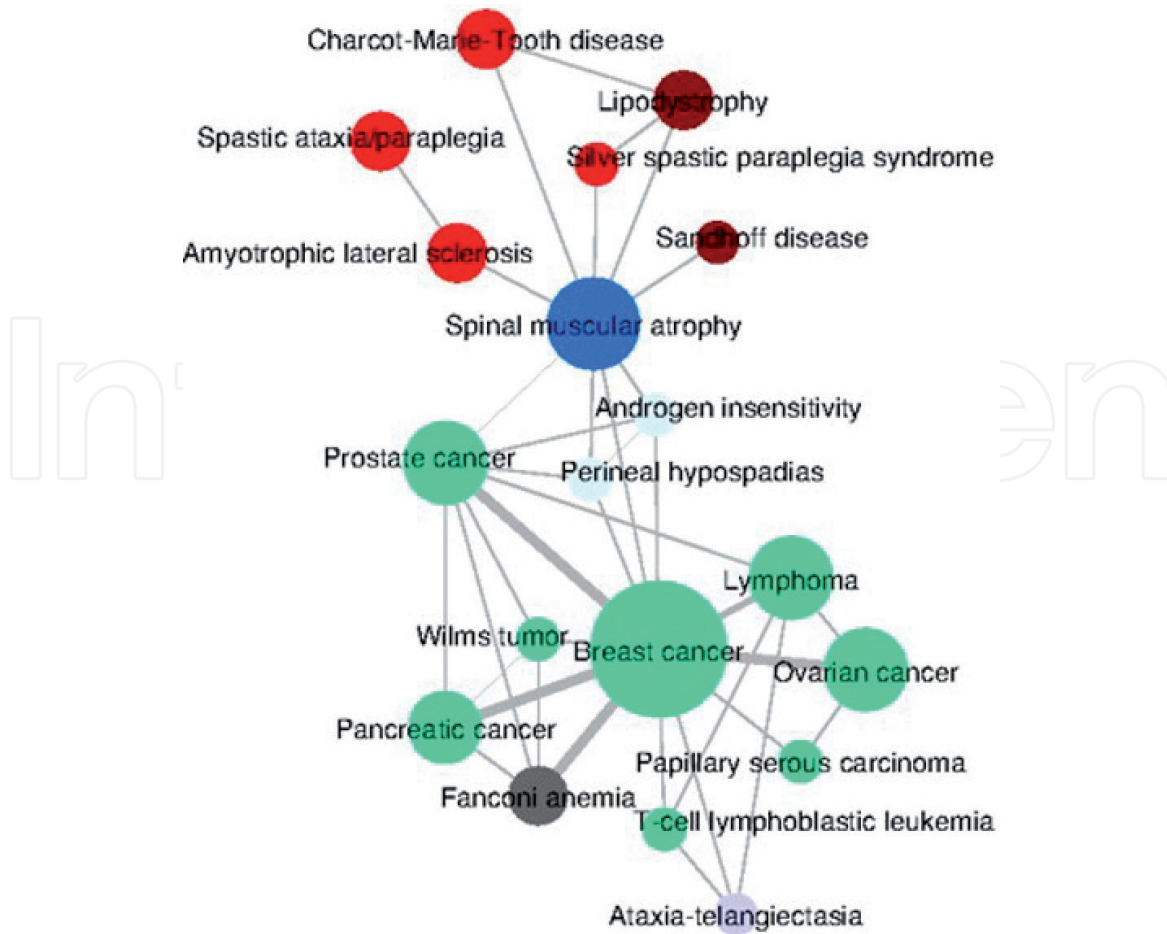 Charcot-Marie-Tooth disease
Lipodystrophy
Spastic ataxia/paraplegia
Silver spastic paraplegia syndrome
Sandhoff disease
Amyotrophic lateral sclerosis
Spinal muscular atrophy
Androgen insensitivity
Prostate cancer
Perineal hypospadias
Lymphoma
Wilms tumor
Breast cancer
Ovarian cancer
Pancreatic cancer
Papillary serous carcinoma
Fanconi anemia
T-cell lymphoblastic leukemia
Ataxia-telangiectasia